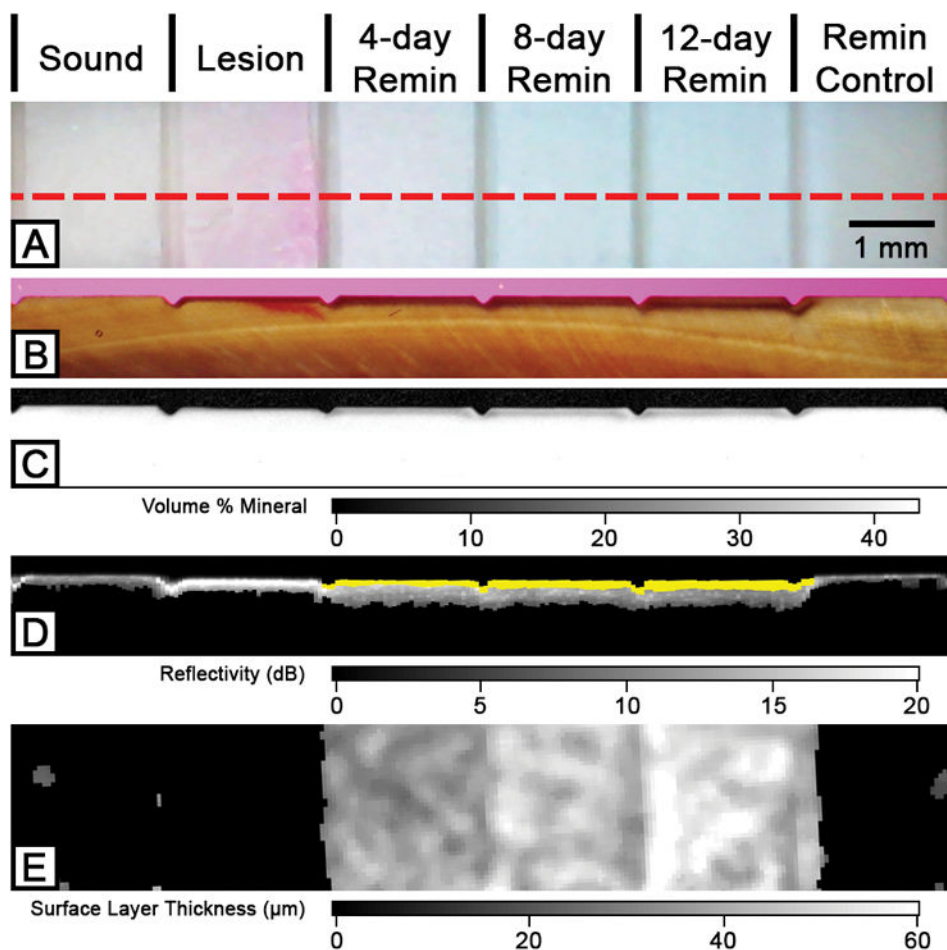 Sound
Lesion
4-day
Remin
8-day
Remin
12-day
Remin
Remin
Control
A
1 mm
B
C
Volume % Mineral
0 10 20 30 40
D
Reflectivity (dB)
0 5 10 15 20
E
Surface Layer Thickness (µm)
0 20 40 60